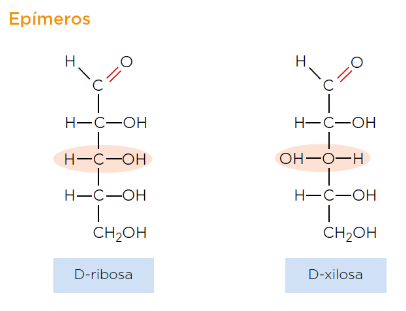 Epímeros
H O H O
C C
H—C—OH H—C—OH
H—C—OH OH—O—H
H—C—OH H—C—OH
CH₂OH CH₂OH
D-ribosa D-xilosa